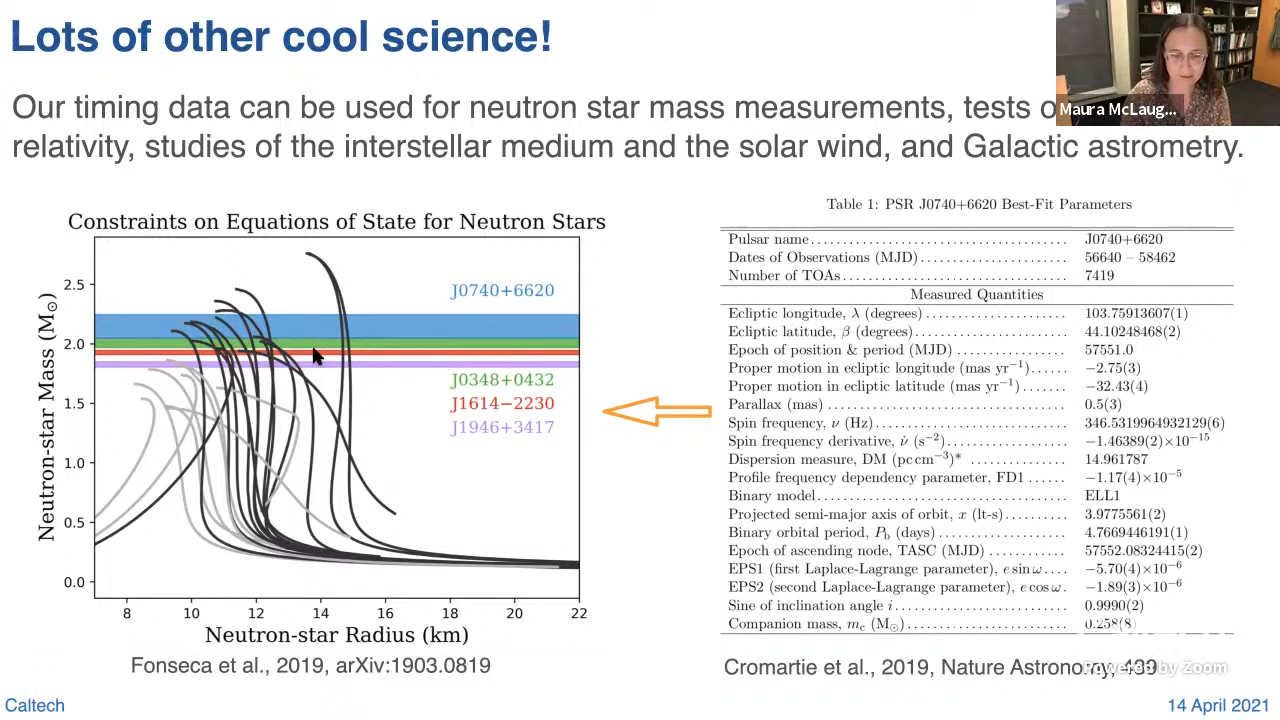 Lots of other cool science!
Our timing data can be used for neutron star mass measurements, tests
relativity, studies of the interstellar medium and the solar wind, and Galactic astrometry.
Maura McLaug...
Constraints on Equations of State for Neutron Stars
Neutron-star Mass (M⊙)
2.5
2.0
1.5
1.0
0.5
0.0
J0740+6620
J0348+0432
J1614−2230
J1946+3417
8 10 12 14 16 18 20 22
Neutron-star Radius (km)
Fonseca et al., 2019, arXiv:1903.0819
Table 1: PSR J0740+6620 Best-Fit Parameters
Pulsar name J0740+6620
Dates of Observations (MJD) 56640 – 58462
Number of TOAs 7419
Measured Quantities
Ecliptic longitude, λ (degrees) 103.75913607(1)
Ecliptic latitude, β (degrees) 44.10248468(2)
Epoch of position & period (MJD) 57551.0
Proper motion in ecliptic longitude (mas yr⁻¹) −2.75(3)
Proper motion in ecliptic latitude (mas yr⁻¹) −32.43(4)
Parallax (mas) 0.5(3)
Spin frequency, ν (Hz) 346.5319964932129(6)
Spin frequency derivative, ν̇ (s⁻²) −1.46389(2)×10⁻¹⁵
Dispersion measure, DM (pc cm⁻³)* 14.961787
Profile frequency dependency parameter, FD1 −1.17(4)×10⁻⁵
Binary model ELL1
Projected semi-major axis of orbit, x (lt-s) 3.9775561(2)
Binary orbital period, Pb (days) 4.7669446191(1)
Epoch of ascending node, TASC (MJD) 57552.08324415(2)
EPS1 (first Laplace-Lagrange parameter), e sin ω −5.70(4)×10⁻⁶
EPS2 (second Laplace-Lagrange parameter), e cos ω −1.89(3)×10⁻⁶
Sine of inclination angle i 0.9990(2)
Companion mass, mc (M⊙) 0.258(8)
Cromartie et al., 2019, Nature Astronomy, 439
Powered by Zoom
Caltech
14 April 2021